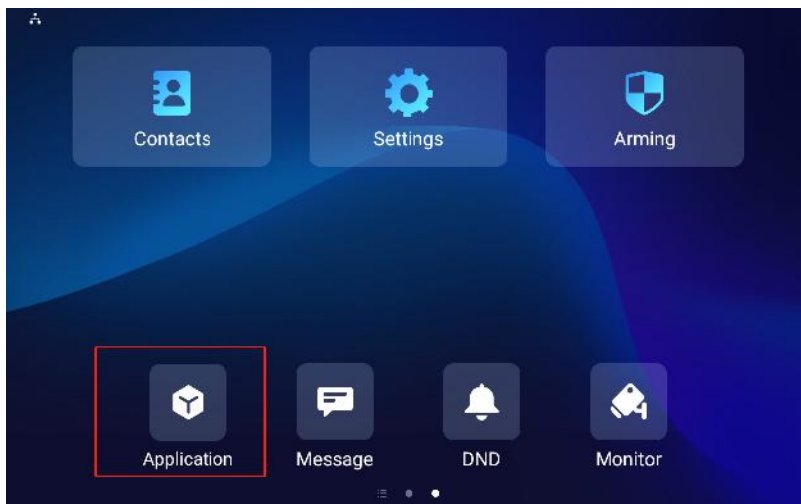 Contacts
Settings
Arming
Application
Message
DND
Monitor